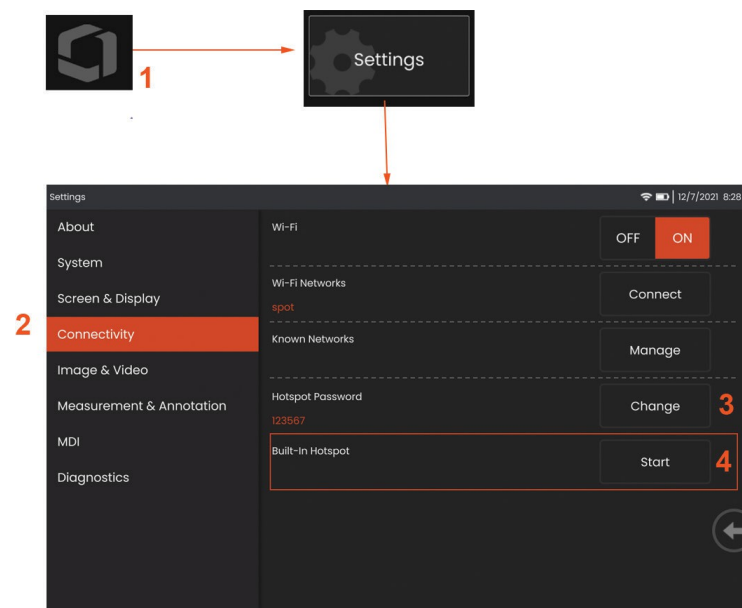 1
Settings
Settings 12/7/2021 8:28
About
System
Screen & Display
2
Connectivity
Image & Video
Measurement & Annotation
MDI
Diagnostics
Wi-Fi
OFF ON
Wi-Fi Networks
spot
Connect
Known Networks
Manage
Hotspot Password
123567
Change 3
Built-In Hotspot
Start 4